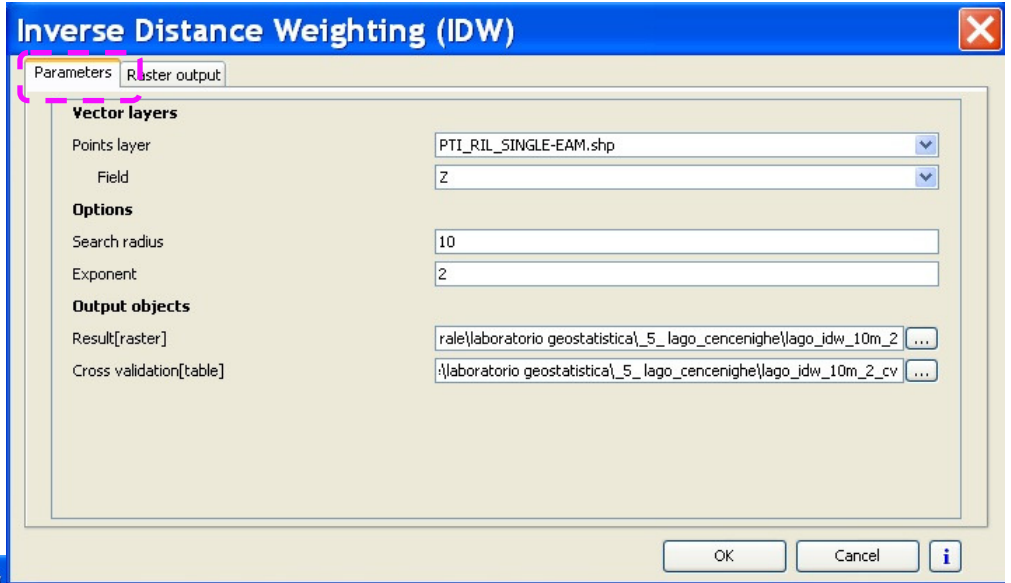 Inverse Distance Weighting (IDW)
Parameters Raster output
Vector layers
Points layer PTI_RIL_SINGLE-EAM.shp
Field Z
Options
Search radius 10
Exponent 2
Output objects
Result[raster] rale\laboratorio geostatistica\_5_ lago_cencenighe\lago_idw_10m_2 ...
Cross validation[table] :\laboratorio geostatistica\_5_ lago_cencenighe\lago_idw_10m_2_cv ...
OK Cancel i